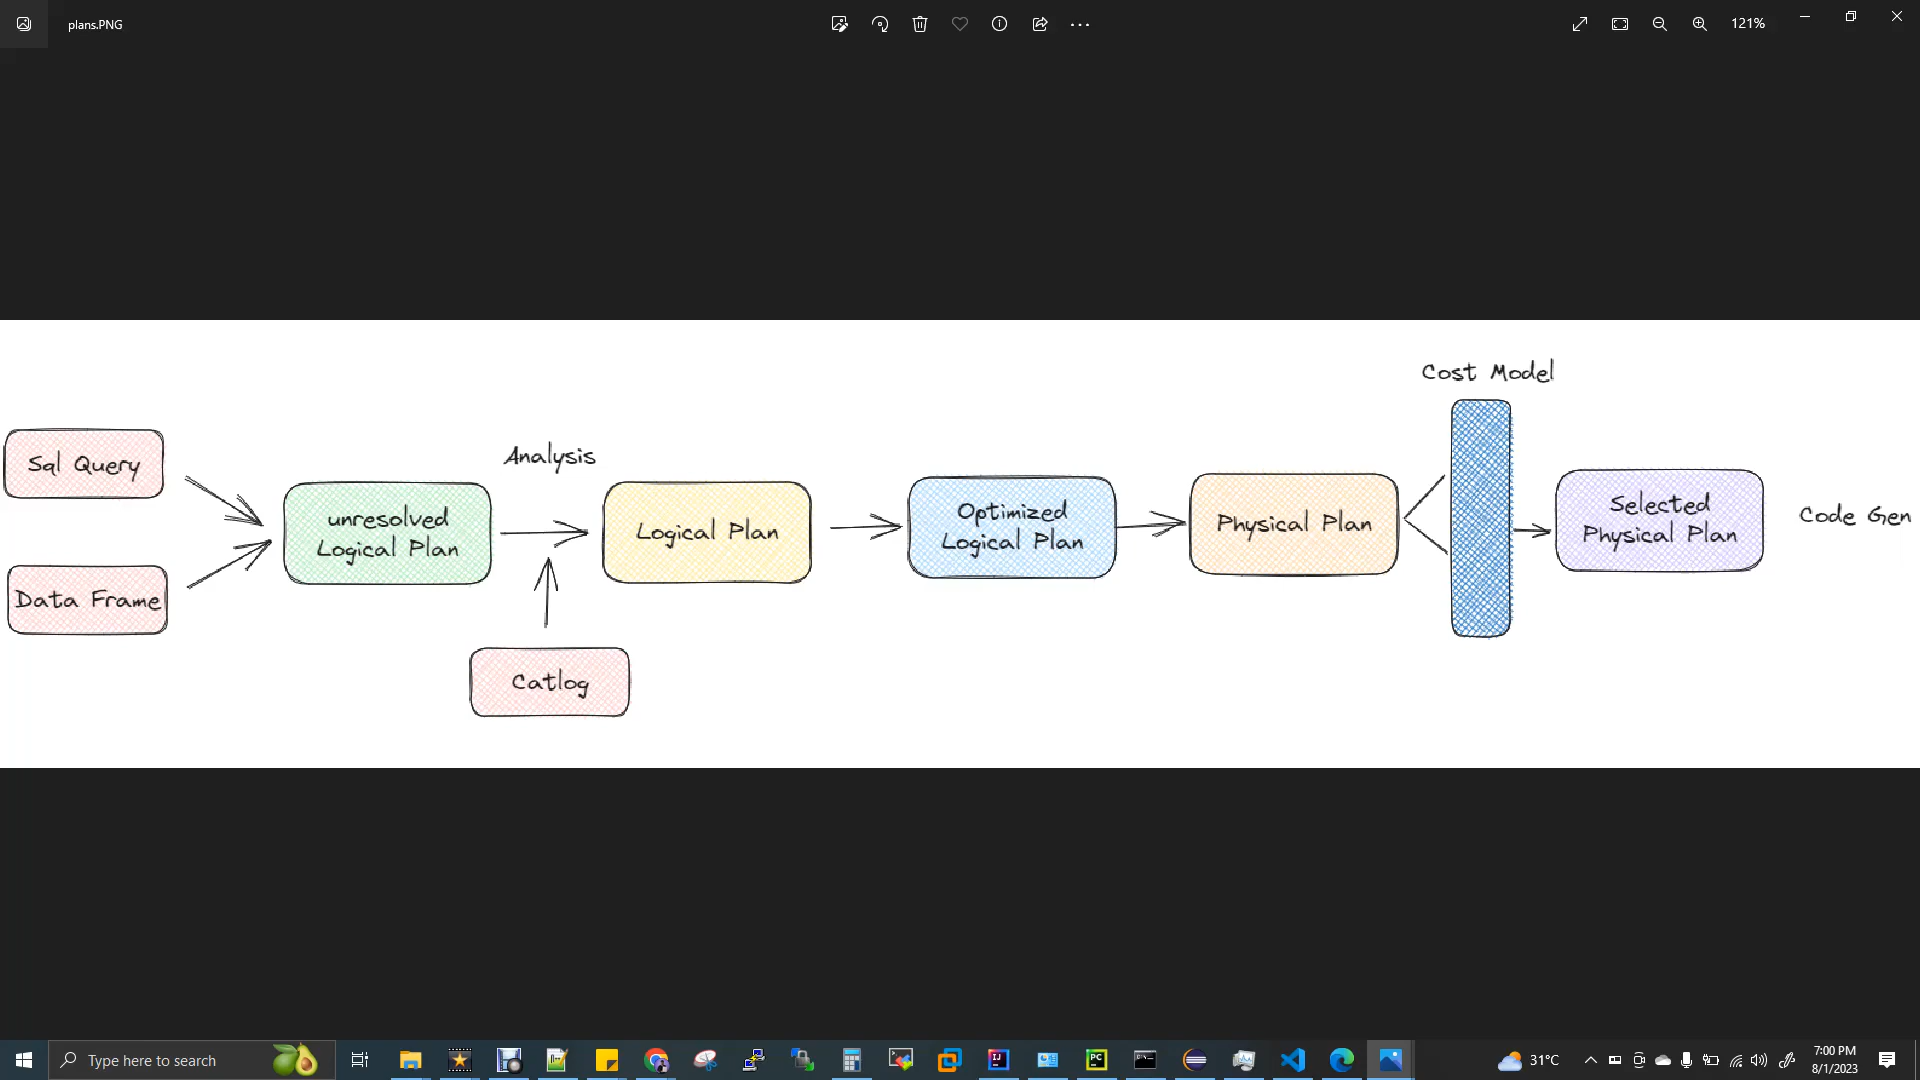 plans.PNG
121%
Cost Model
Sql Query
Analysis
unresolved
Logical Plan
Logical Plan
Optimized
Logical Plan
Physical Plan
Selected
Physical Plan
Code Gen
Data Frame
Catlog
Type here to search
31°C
7:00 PM
8/1/2023